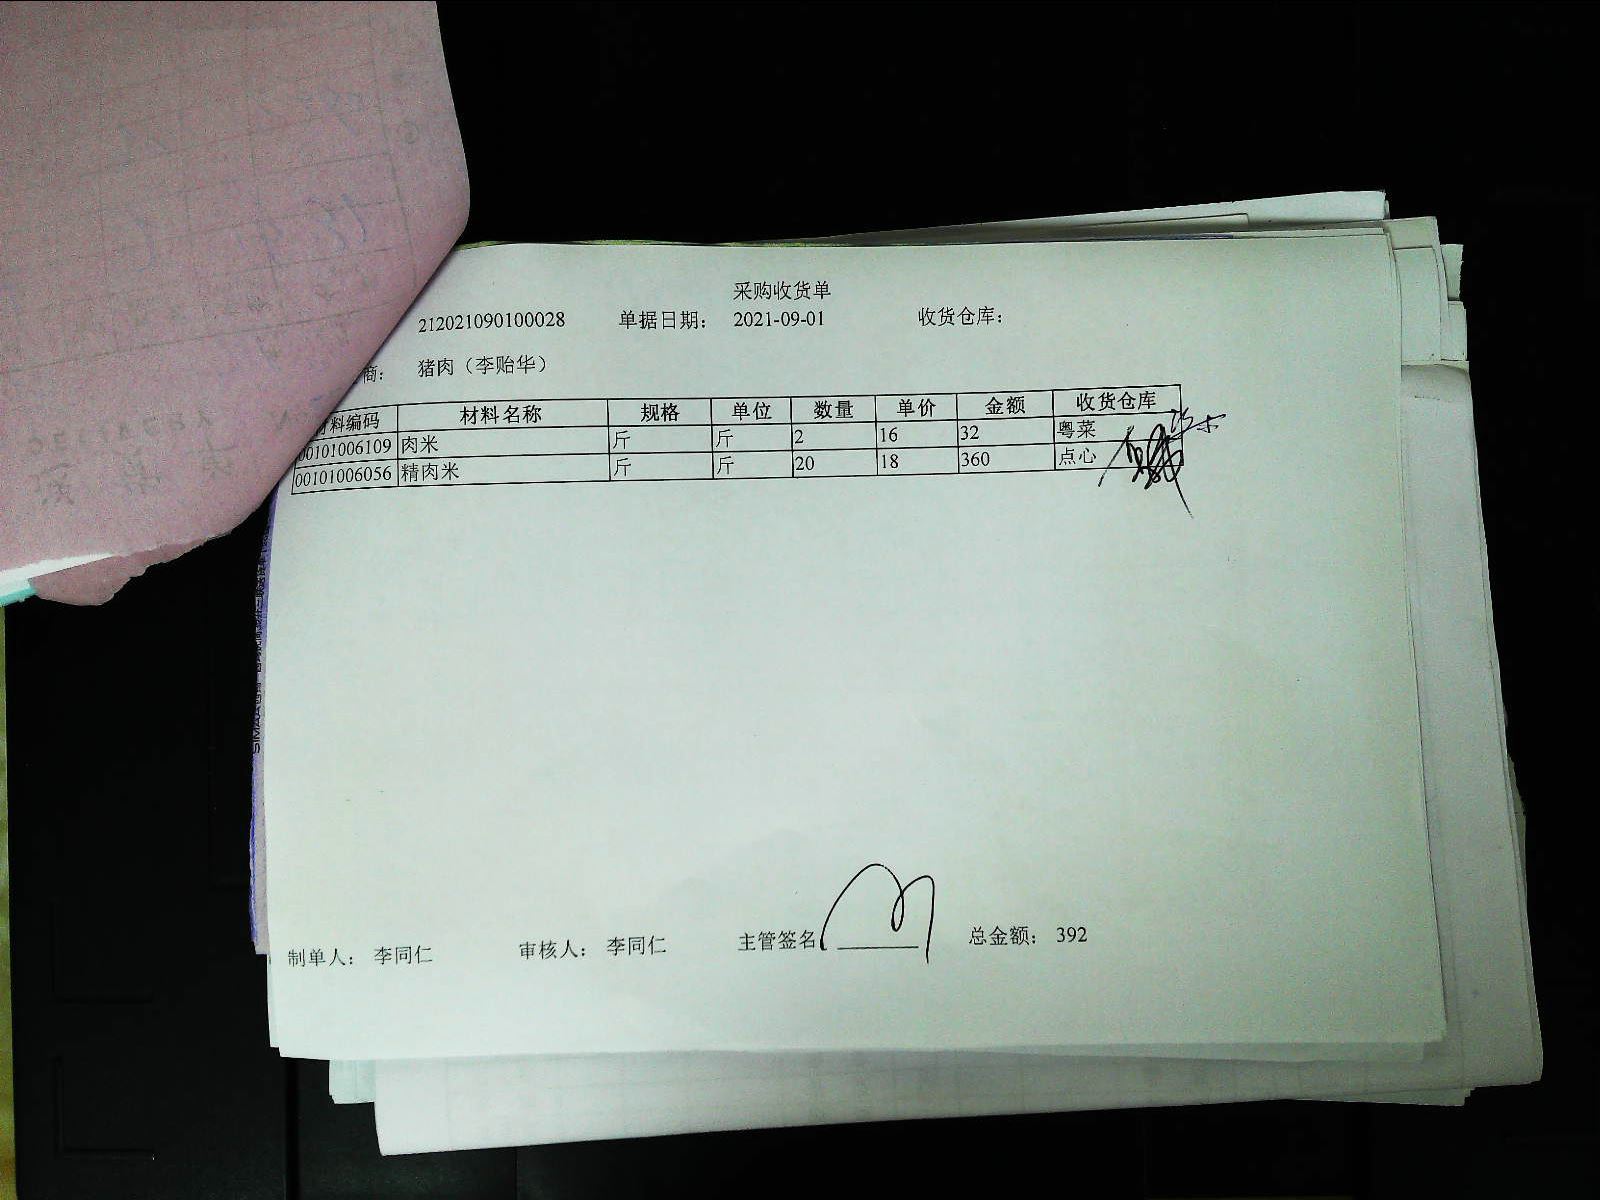 采购收货单
212021090100028 单据日期： 2021-09-01 收货仓库：
商： 猪肉（李贻华）
料编码 材料名称 规格 单位 数量 单价 金额 收货仓库
00101006109 肉米 斤 斤 2 16 32 粤菜
00101006056 精肉米 斤 斤 20 18 360 点心
制单人： 李同仁 审核人： 李同仁 主管签名 总金额： 392